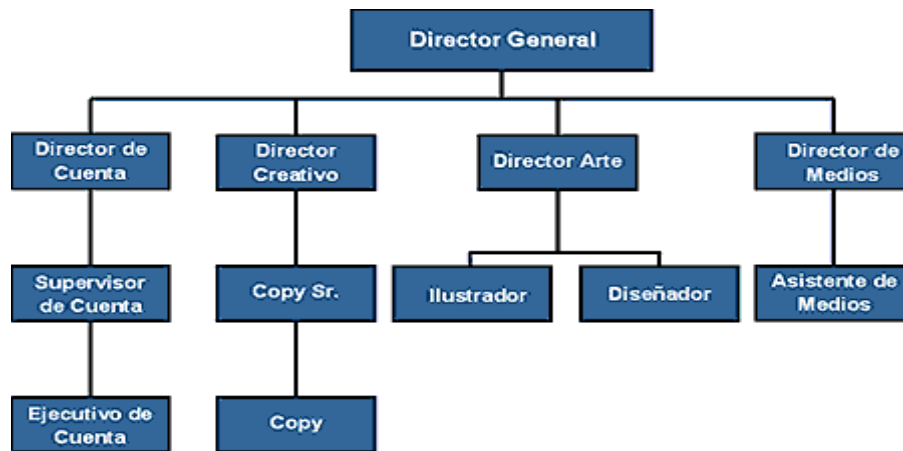 Director General
Director de
Cuenta
Director
Creativo
Director Arte
Director de
Medios
Supervisor
de Cuenta
Copy Sr.
Ilustrador
Diseñador
Asistente de
Medios
Ejecutivo de
Cuenta
Copy